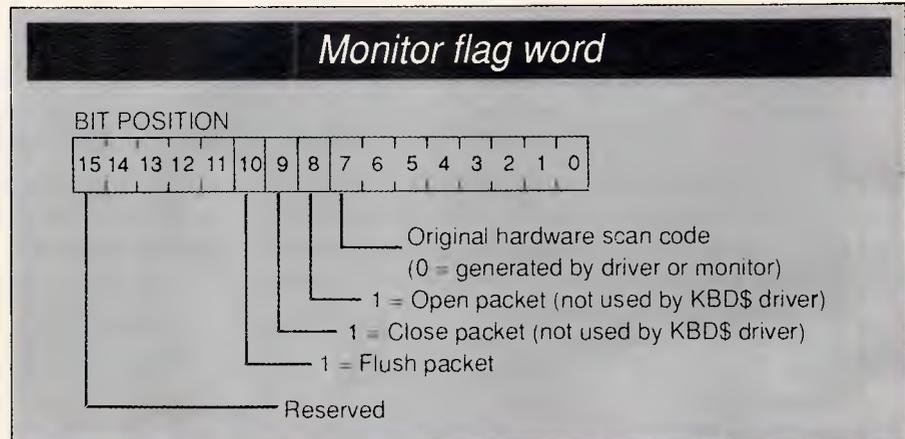 Monitor flag word
BIT POSITION
15 14 13 12 11 10 9 8 7 6 5 4 3 2 1 0
Original hardware scan code
(0 = generated by driver or monitor)
1 = Open packet (not used by KBD$ driver)
1 = Close packet (not used by KBD$ driver)
1 = Flush packet
Reserved